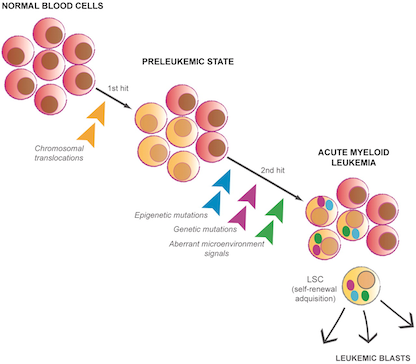 NORMAL BLOOD CELLS
1st hit
PRELEUKEMIC STATE
Chromosomal
translocations
2nd hit
ACUTE MYELOID
LEUKEMIA
Epigenetic mutations
Genetic mutations
Aberrant microenvironment
signals
LSC
(self-renewal
adquisition)
LEUKEMIC BLASTS